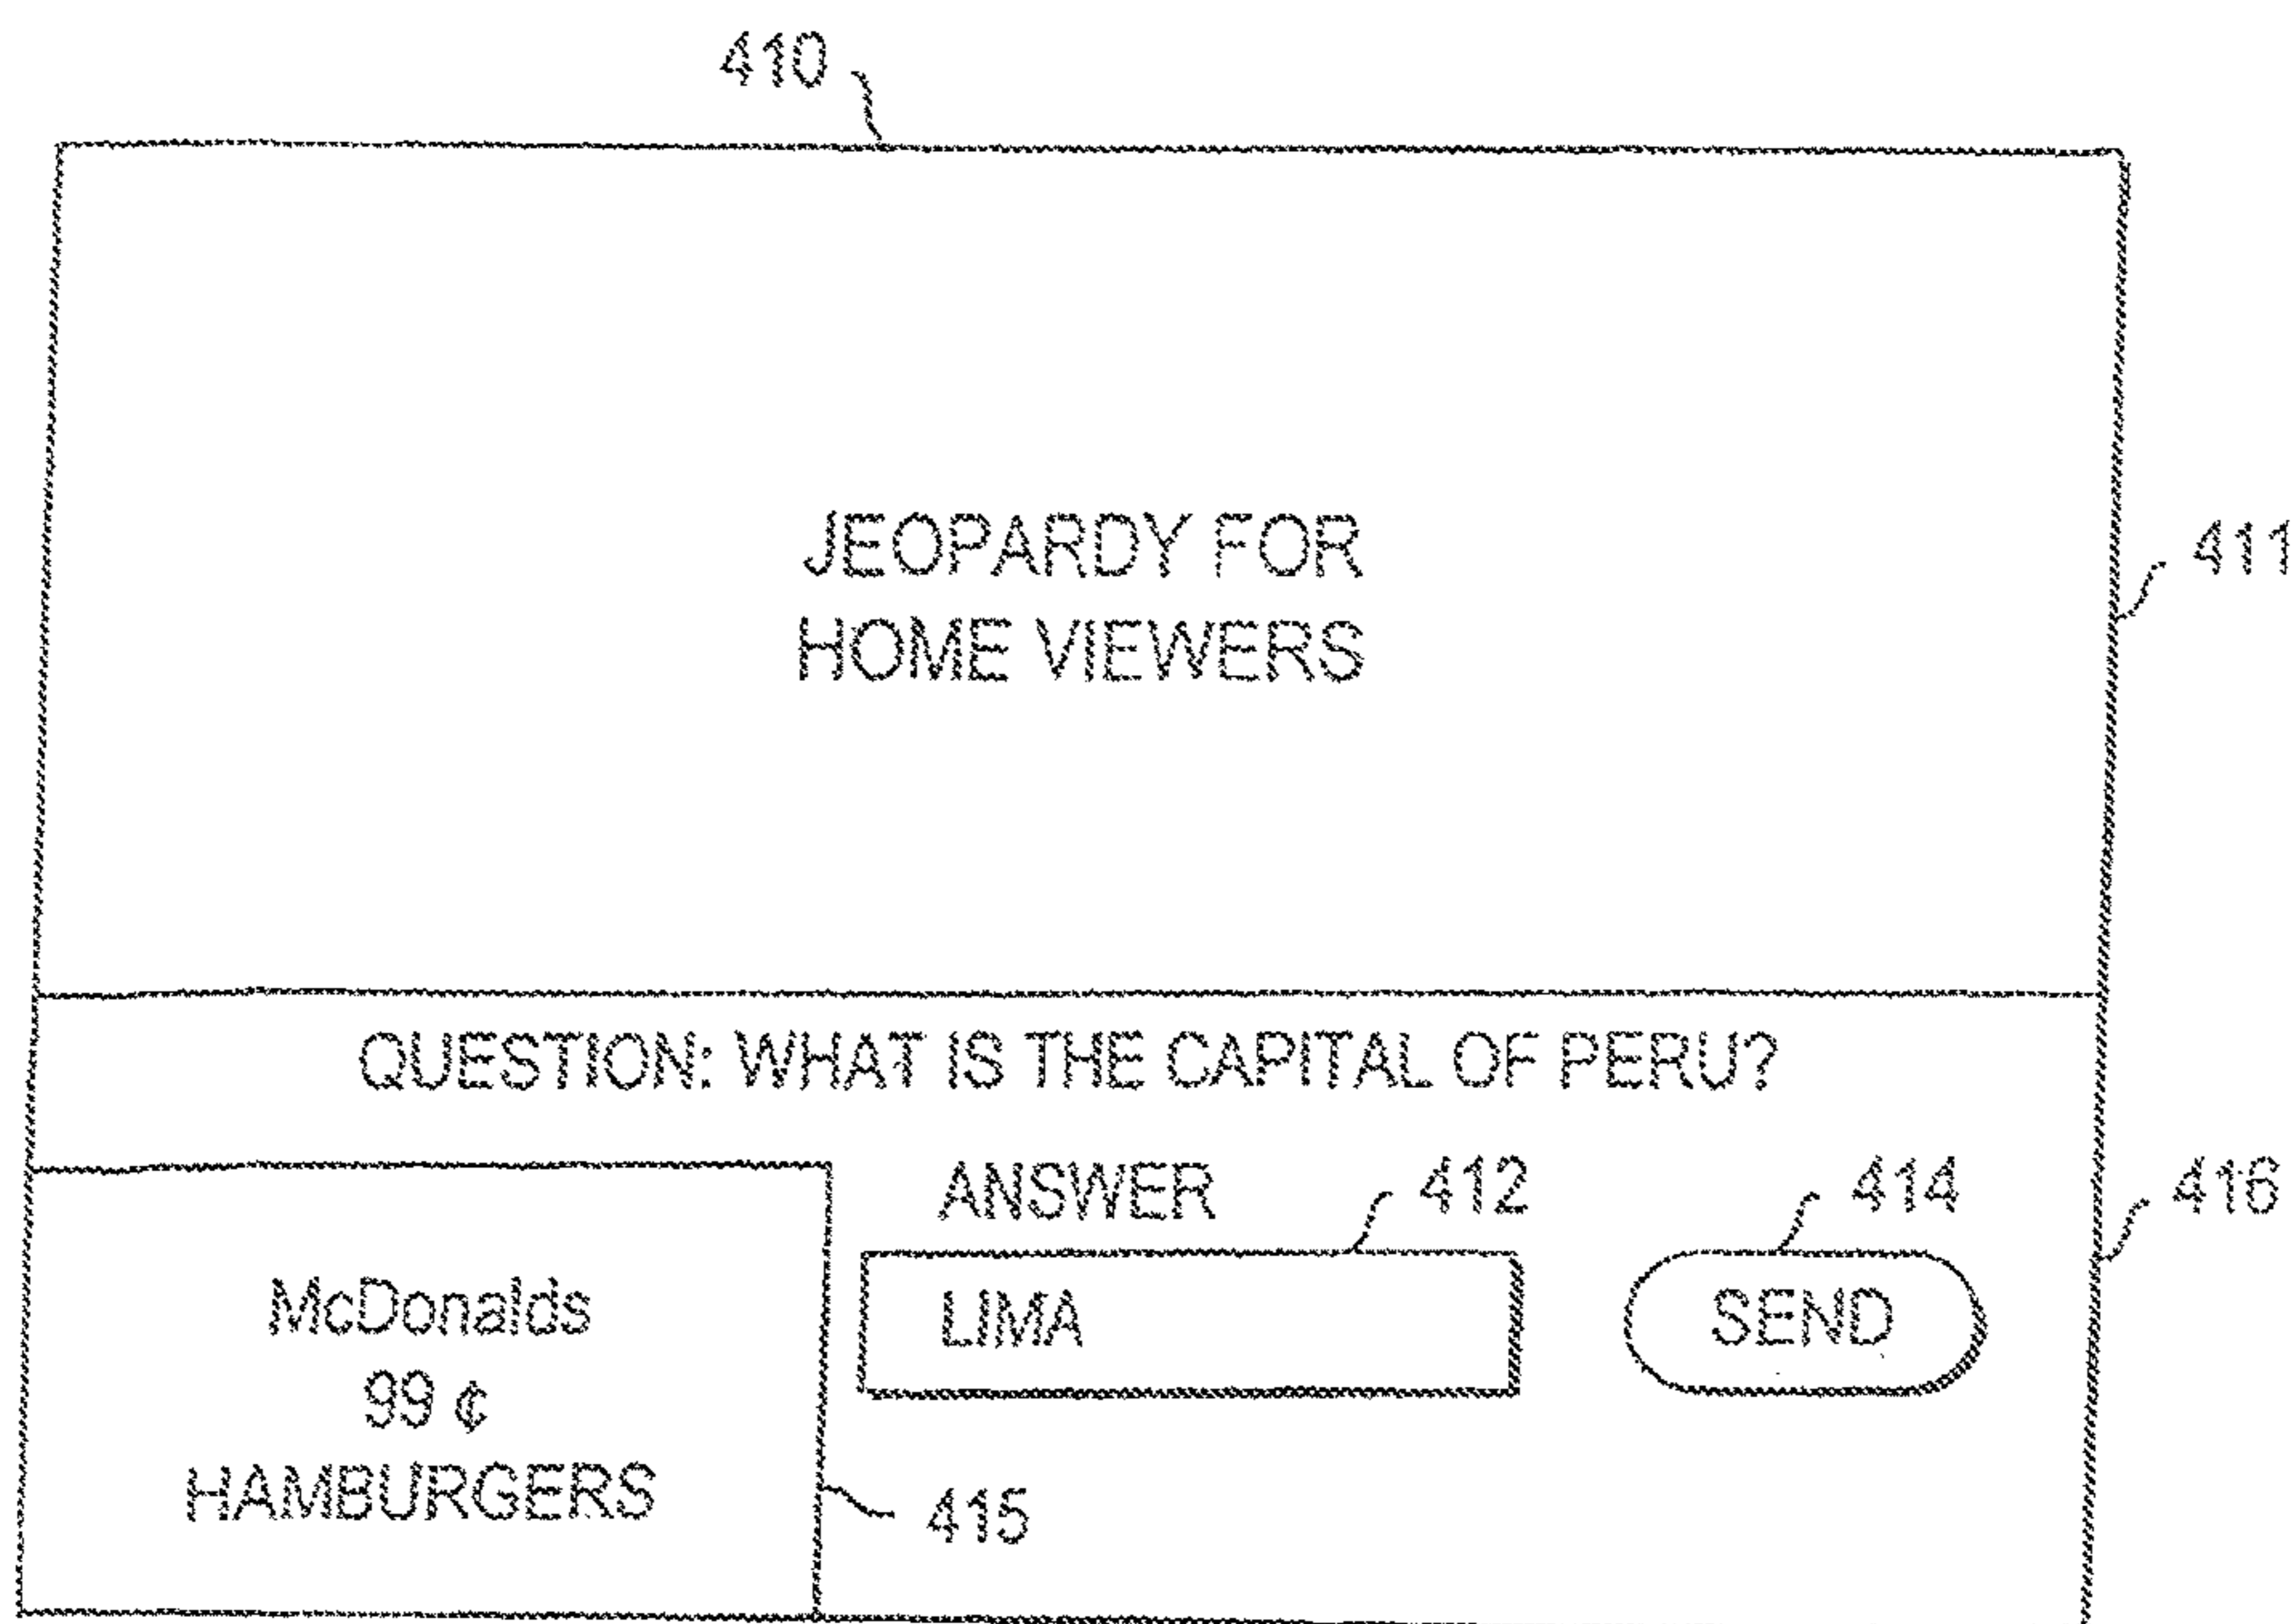 410
JEOPARDY FOR
HOME VIEWERS
411
QUESTION: WHAT IS THE CAPITAL OF PERU?
ANSWER
412
414
416
LIMA
SEND
McDonalds
99 ¢
HAMBURGERS
415